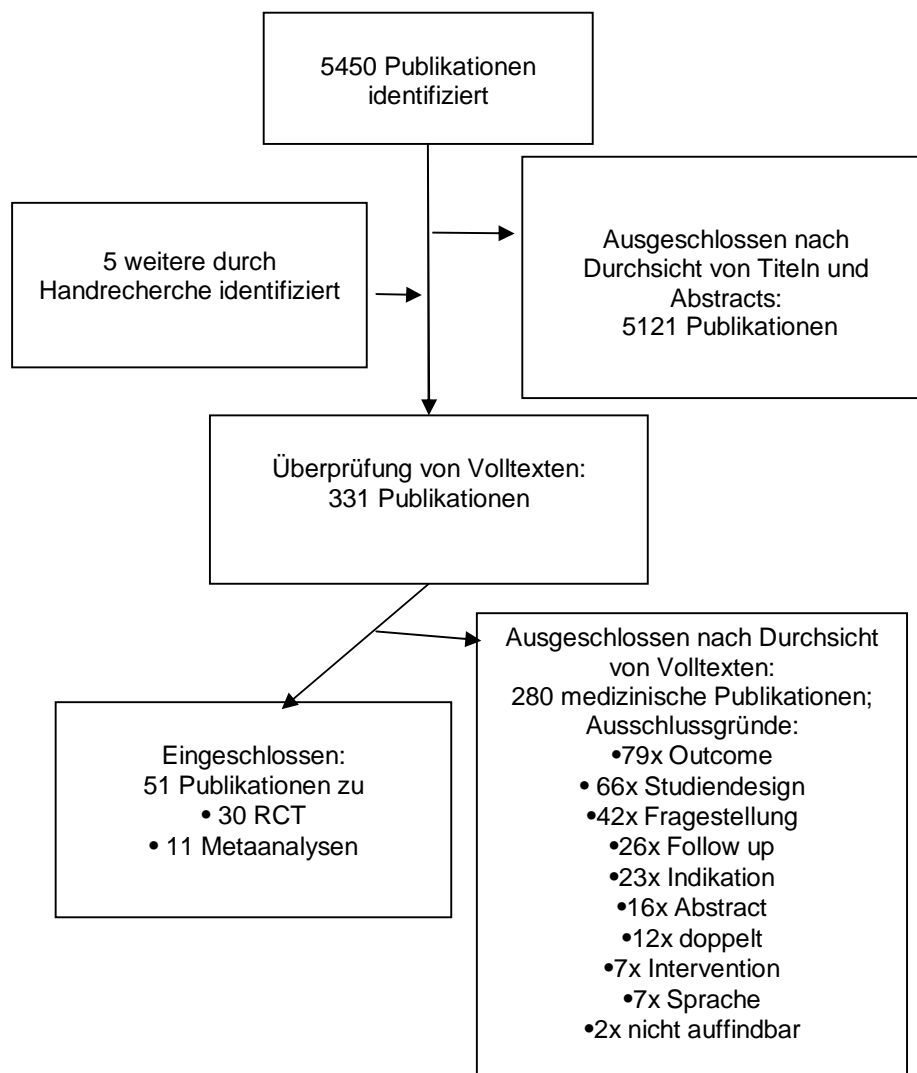 5450 Publikationen
identifiziert
5 weitere durch
Handrecherche identifiziert
Ausgeschlossen nach
Durchsicht von Titeln und
Abstracts:
5121 Publikationen
Überprüfung von Volltexten:
331 Publikationen
Eingeschlossen:
51 Publikationen zu
• 30 RCT
• 11 Metaanalysen
Ausgeschlossen nach Durchsicht
von Volltexten:
280 medizinische Publikationen;
Ausschlussgründe:
•79x Outcome
• 66x Studiendesign
•42x Fragestellung
•26x Follow up
•23x Indikation
•16x Abstract
•12x doppelt
•7x Intervention
•7x Sprache
•2x nicht auffindbar